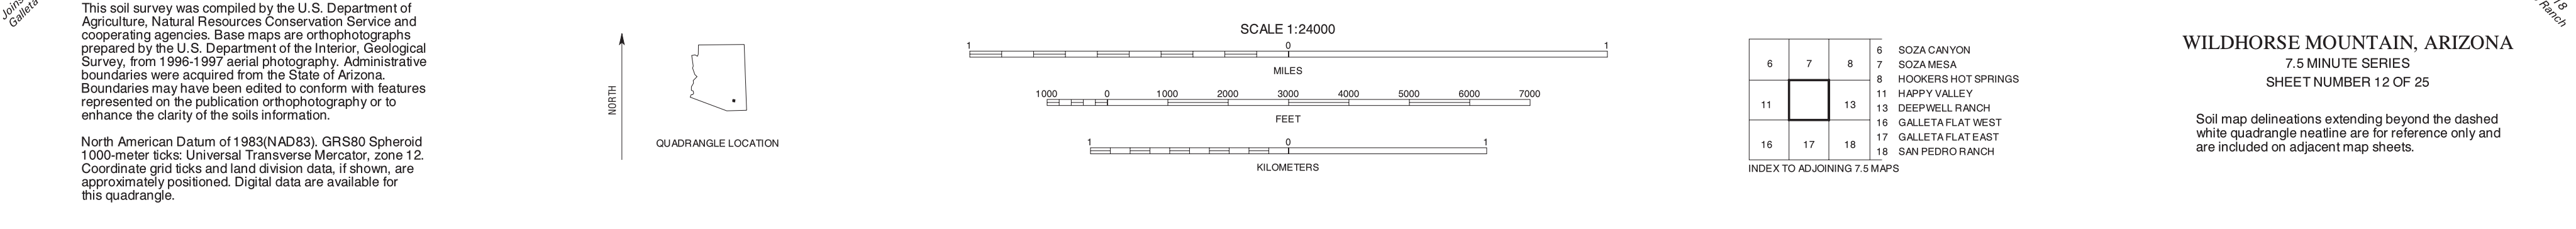 Joins
Galleta
This soil survey was compiled by the U.S. Department of
Agriculture, Natural Resources Conservation Service and
cooperating agencies. Base maps are orthophotographs
prepared by the U.S. Department of the Interior, Geological
Survey, from 1996-1997 aerial photography. Administrative
boundaries were acquired from the State of Arizona.
Boundaries may have been edited to conform with features
represented on the publication orthophotography or to
enhance the clarity of the soils information.
North American Datum of 1983(NAD83). GRS80 Spheroid
1000-meter ticks: Universal Transverse Mercator, zone 12.
Coordinate grid ticks and land division data, if shown, are
approximately positioned. Digital data are available for
this quadrangle.
NORTH
QUADRANGLE LOCATION
SCALE 1:24000
1 0 1
MILES
1000 0 1000 2000 3000 4000 5000 6000 7000
FEET
1 0 1
KILOMETERS
6 7 8
11 13
16 17 18
6 SOZA CANYON
7 SOZA MESA
8 HOOKERS HOT SPRINGS
11 HAPPY VALLEY
13 DEEPWELL RANCH
16 GALLETA FLAT WEST
17 GALLETA FLAT EAST
18 SAN PEDRO RANCH
INDEX TO ADJOINING 7.5 MAPS
WILDHORSE MOUNTAIN, ARIZONA
7.5 MINUTE SERIES
SHEET NUMBER 12 OF 25
Soil map delineations extending beyond the dashed
white quadrangle neatline are for reference only and
are included on adjacent map sheets.
18
Ranch